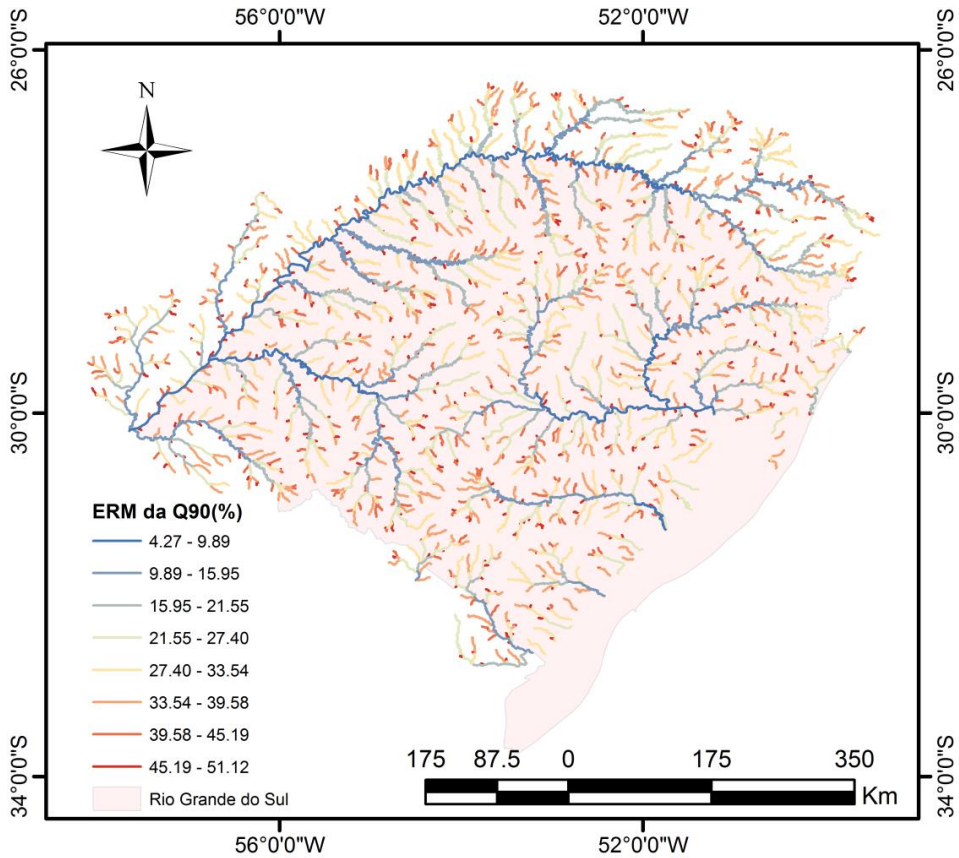 56°0'0"W 52°0'0"W
26°0'0"S 26°0'0"S
N
30°0'0"S 30°0'0"S
ERM da Q90(%)
4.27 - 9.89
9.89 - 15.95
15.95 - 21.55
21.55 - 27.40
27.40 - 33.54
33.54 - 39.58
39.58 - 45.19
45.19 - 51.12
Rio Grande do Sul
175 87.5 0 175 350
Km
34°0'0"S 34°0'0"S
56°0'0"W 52°0'0"W